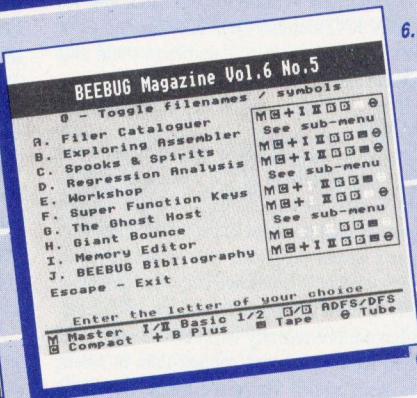 6.
BEEBUG Magazine Vol.6 No.5
@ - Toggle filenames / symbols
A. Filer Cataloguer
B. Exploring Assembler See sub-menu
C. Spooks & Spirits
D. Regression Analysis
E. Workshop See sub-menu
F. Super Function Keys
G. The Ghost Host
H. Giant Bounce See sub-menu
I. Memory Editor
J. BEEBUG Bibliography
Escape - Exit
Enter the letter of your choice
M Master I/II Basic 1/2 A/D ADFS/DFS
C Compact + B Plus Tape Tube